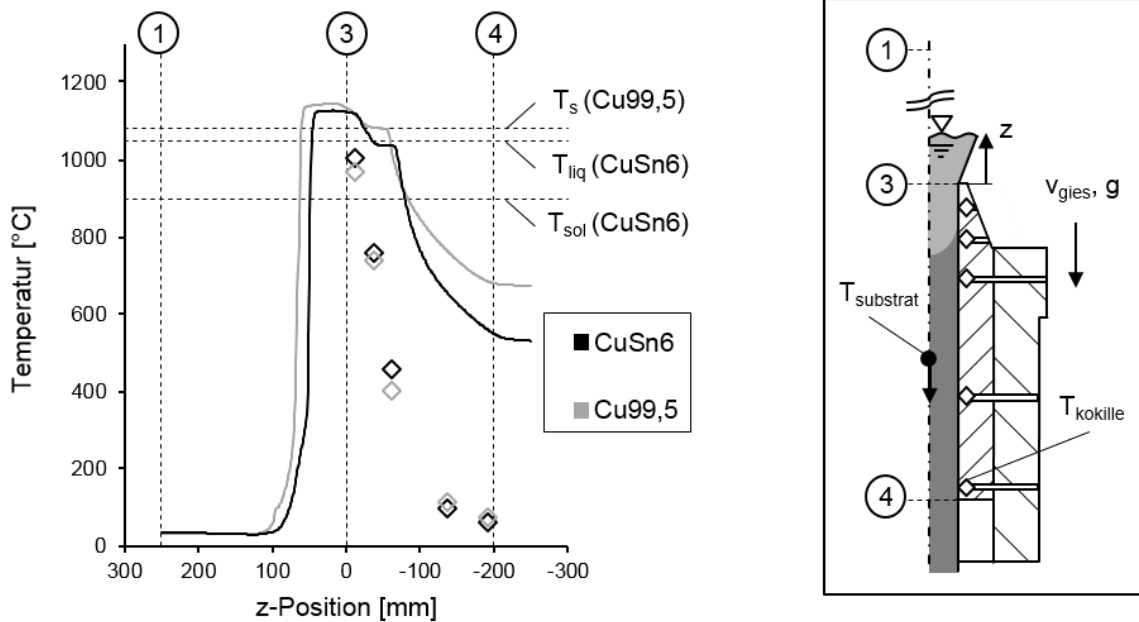 1 3 4
Temperatur [°C]
1200
1000
800
600
400
200
0
300 200 100 0 -100 -200 -300
z-Position [mm]
T_s (Cu99,5)
T_liq (CuSn6)
T_sol (CuSn6)
CuSn6
Cu99,5
1
z
3
v_gies, g
T_substrat
T_kokille
4